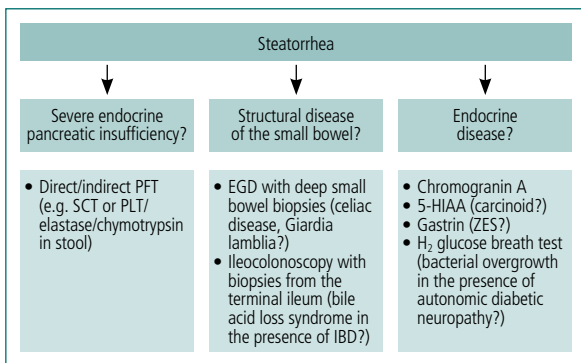 Steatorrhea
Severe endocrine
pancreatic insufficiency?
Structural disease
of the small bowel?
Endocrine
disease?
• Direct/indirect PFT
(e.g. SCT or PLT/
elastase/chymotrypsin
in stool)
• EGD with deep small
bowel biopsies (celiac
disease, Giardia
lamblia?)
• Ileocolonoscopy with
biopsies from the
terminal ileum (bile
acid loss syndrome in
the presence of IBD?)
• Chromogranin A
• 5-HIAA (carcinoid?)
• Gastrin (ZES?)
• H₂ glucose breath test
(bacterial overgrowth
in the presence of
autonomic diabetic
neuropathy?)